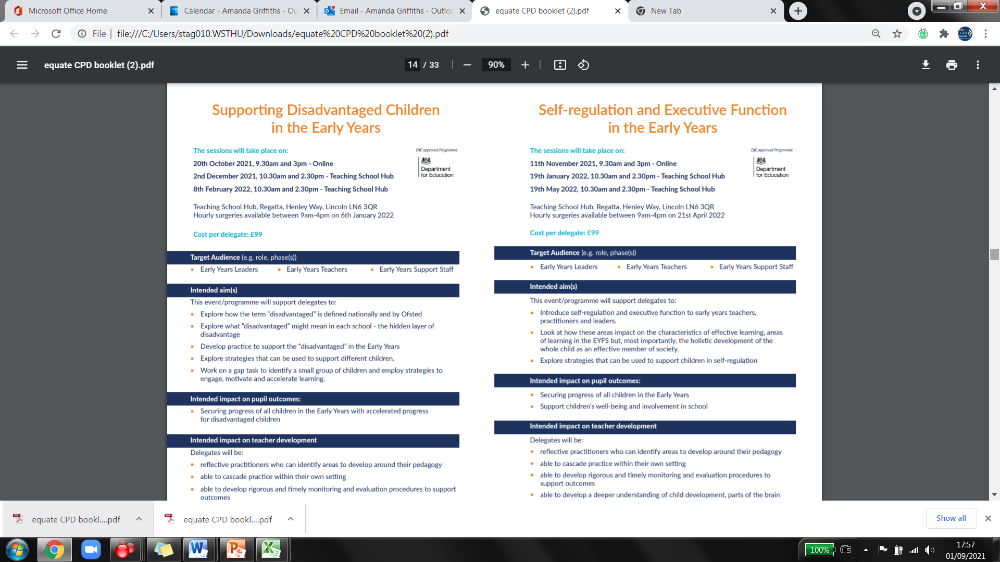 Microsoft Office Home
Calendar - Amanda Griffiths - Ou
Email - Amanda Griffiths - Outloo
equate CPD booklet (2).pdf
New Tab
File
file:///C:/Users/stag010.WSTHU/Downloads/equate%20CPD%20booklet%20(2).pdf
equate CPD booklet (2).pdf
14 / 33
90%
Supporting Disadvantaged Children
in the Early Years
The sessions will take place on:
DfE approved Programme
Department
for Education
20th October 2021, 9.30am and 3pm - Online
2nd December 2021, 10.30am and 2.30pm - Teaching School Hub
8th February 2022, 10.30am and 2.30pm - Teaching School Hub
Teaching School Hub, Regatta, Henley Way, Lincoln LN6 3QR
Hourly surgeries available between 9am-4pm on 6th January 2022
Cost per delegate: £99
Target Audience (e.g. role, phase(s))
• Early Years Leaders • Early Years Teachers • Early Years Support Staff
Intended aim(s)
This event/programme will support delegates to:
• Explore how the term “disadvantaged” is defined nationally and by Ofsted
• Explore what “disadvantaged” might mean in each school - the hidden layer of
disadvantage
• Develop practice to support the “disadvantaged” in the Early Years
• Explore strategies that can be used to support different children.
• Work on a gap task to identify a small group of children and employ strategies to
engage, motivate and accelerate learning.
Intended impact on pupil outcomes:
• Securing progress of all children in the Early Years with accelerated progress
for disadvantaged children
Intended impact on teacher development
Delegates will be:
• reflective practitioners who can identify areas to develop around their pedagogy
• able to cascade practice within their own setting
• able to develop rigorous and timely monitoring and evaluation procedures to support
outcomes
Self-regulation and Executive Function
in the Early Years
The sessions will take place on:
DfE approved Programme
Department
for Education
11th November 2021, 9.30am and 3pm - Online
19th January 2022, 10.30am and 2.30pm - Teaching School Hub
19th May 2022, 10.30am and 2.30pm - Teaching School Hub
Teaching School Hub, Regatta, Henley Way, Lincoln LN6 3QR
Hourly surgeries available between 9am-4pm on 21st April 2022
Cost per delegate: £99
Target Audience (e.g. role, phase(s))
• Early Years Leaders • Early Years Teachers • Early Years Support Staff
Intended aim(s)
This event/programme will support delegates to:
• Introduce self-regulation and executive function to early years teachers,
practitioners and leaders.
• Look at how these areas impact on the characteristics of effective learning, areas
of learning in the EYFS but, most importantly, the holistic development of the
whole child as an effective member of society.
• Explore strategies that can be used to support children in self-regulation
Intended impact on pupil outcomes:
• Securing progress of all children in the Early Years
• Support children’s well-being and involvement in school
Intended impact on teacher development
Delegates will be:
• reflective practitioners who can identify areas to develop around their pedagogy
• able to cascade practice within their own setting
• able to develop rigorous and timely monitoring and evaluation procedures to
support outcomes
• able to develop a deeper understanding of child development, parts of the brain
equate CPD bookl....pdf
equate CPD bookl....pdf
Show all
100%
17:57
01/09/2021